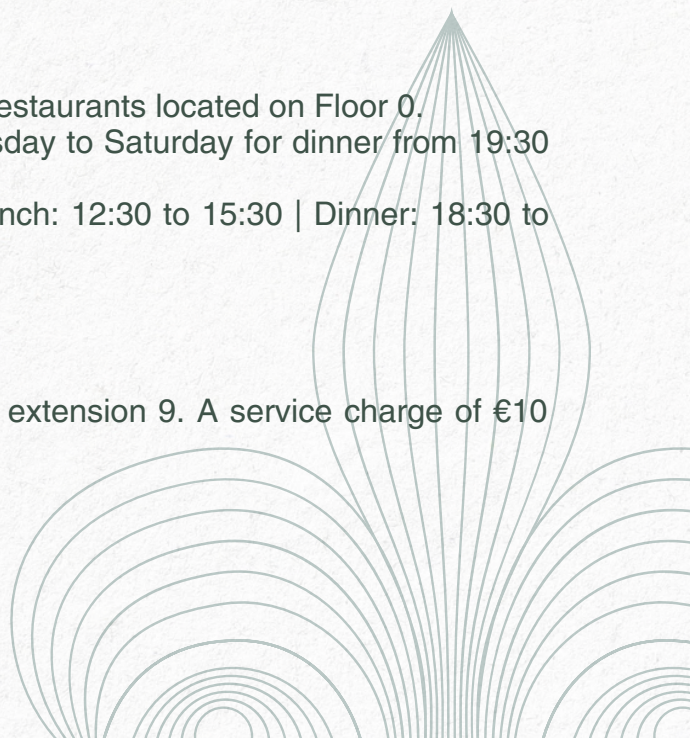 estaurants located on Floor 0.
sday to Saturday for dinner from 19:30
nch: 12:30 to 15:30 | Dinner: 18:30 to
extension 9. A service charge of €10